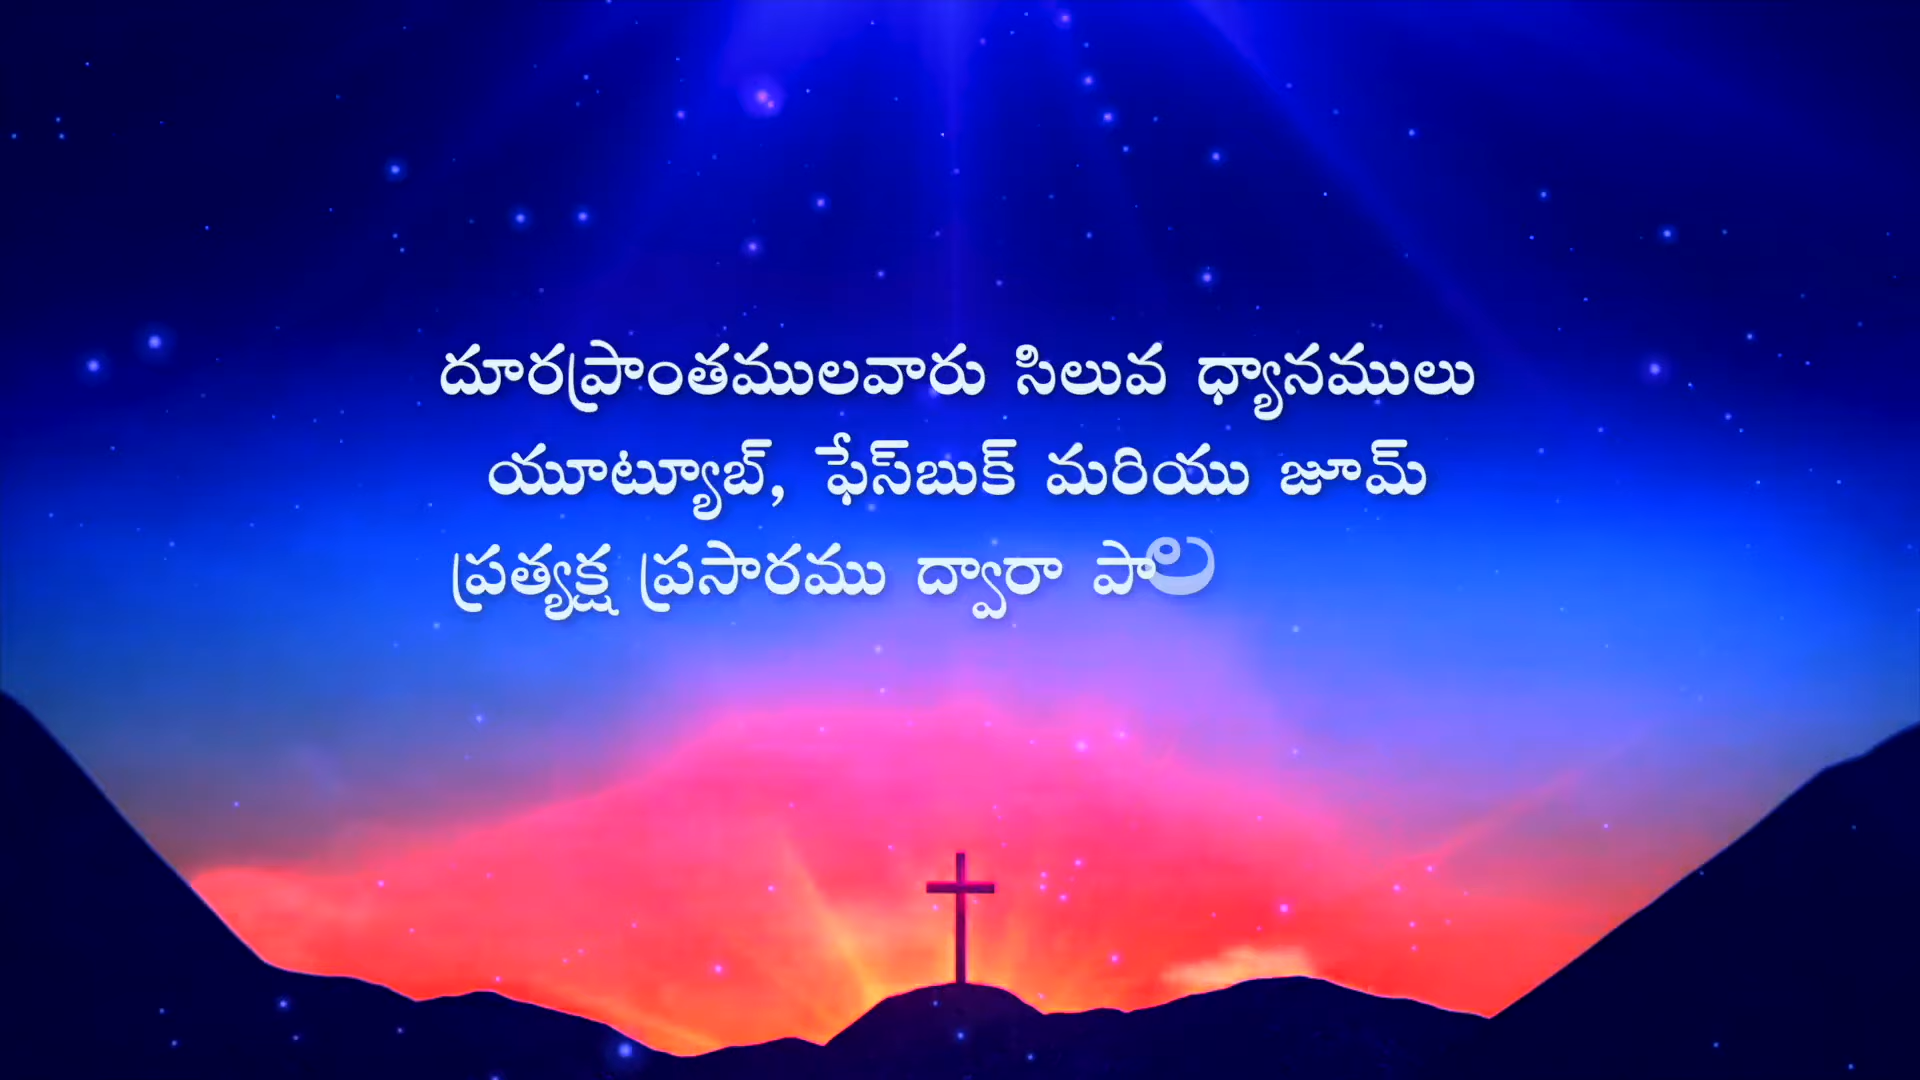 దూరప్రాంతములవారు సిలువ ధ్యానములు
యూట్యూబ్, ఫేస్‌బుక్ మరియు జూమ్
ప్రత్యక్ష ప్రసారము ద్వారా పాల